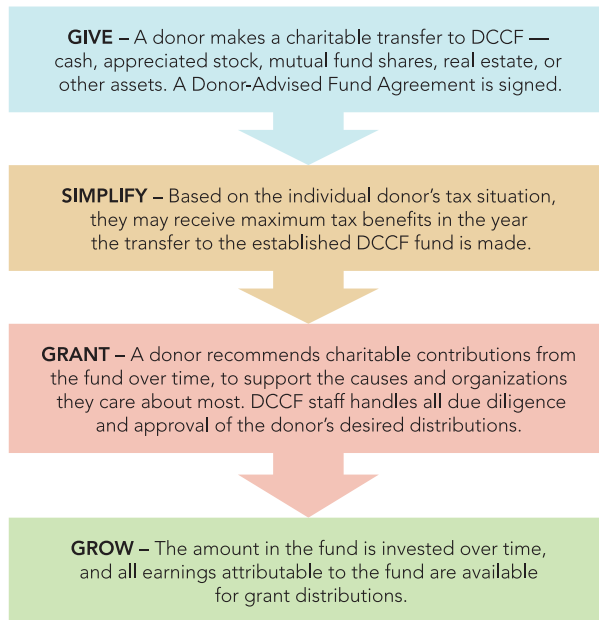 GIVE – A donor makes a charitable transfer to DCCF —
cash, appreciated stock, mutual fund shares, real estate, or
other assets. A Donor-Advised Fund Agreement is signed.
SIMPLIFY – Based on the individual donor’s tax situation,
they may receive maximum tax benefits in the year
the transfer to the established DCCF fund is made.
GRANT – A donor recommends charitable contributions from
the fund over time, to support the causes and organizations
they care about most. DCCF staff handles all due diligence
and approval of the donor’s desired distributions.
GROW – The amount in the fund is invested over time,
and all earnings attributable to the fund are available
for grant distributions.